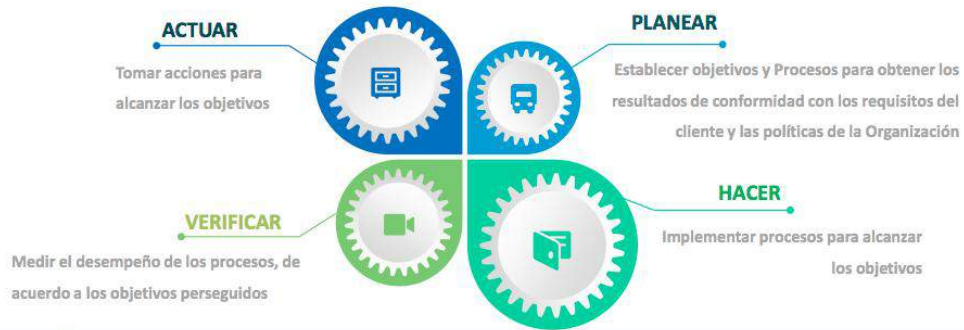 ACTUAR
Tomar acciones para
alcanzar los objetivos
PLANEAR
Establecer objetivos y Procesos para obtener los
resultados de conformidad con los requisitos del
cliente y las políticas de la Organización
VERIFICAR
Medir el desempeño de los procesos, de
acuerdo a los objetivos perseguidos
HACER
Implementar procesos para alcanzar
los objetivos